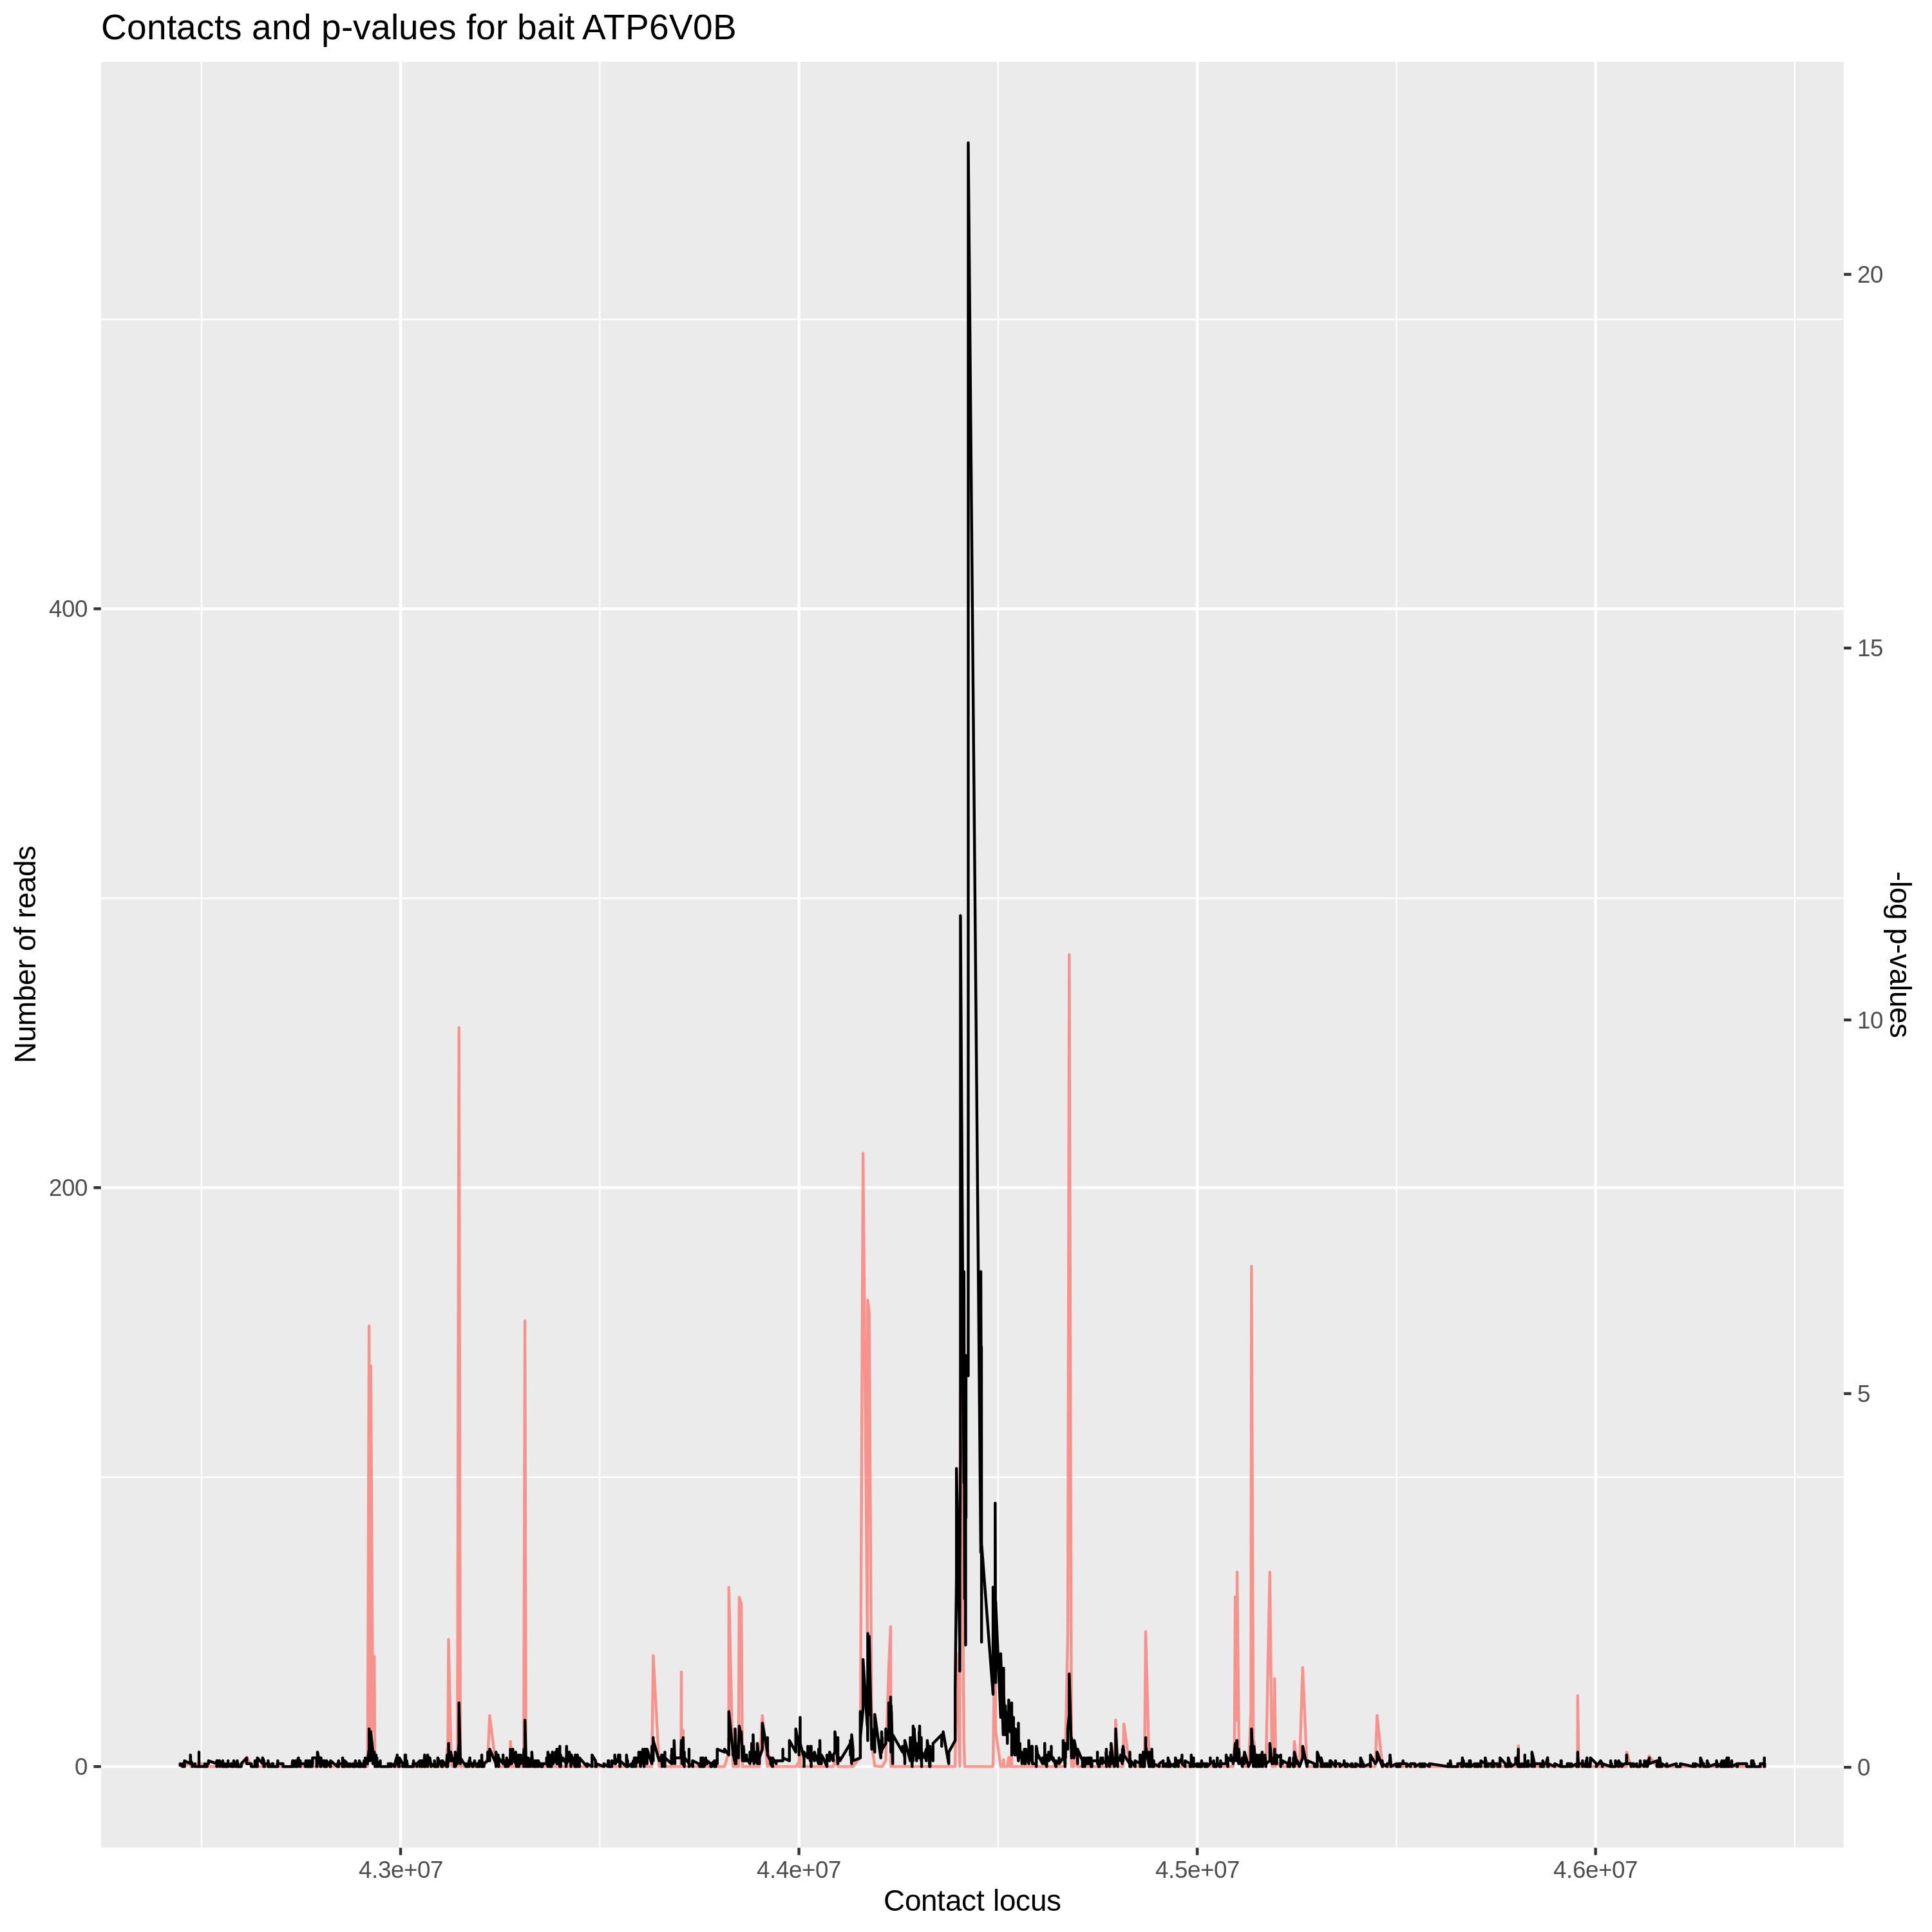 Contacts and p-values for bait ATP6V0B
Number of reads
400
200
0
20
15
10
5
0
-log p-values
4.3e+07
4.4e+07
4.5e+07
4.6e+07
Contact locus